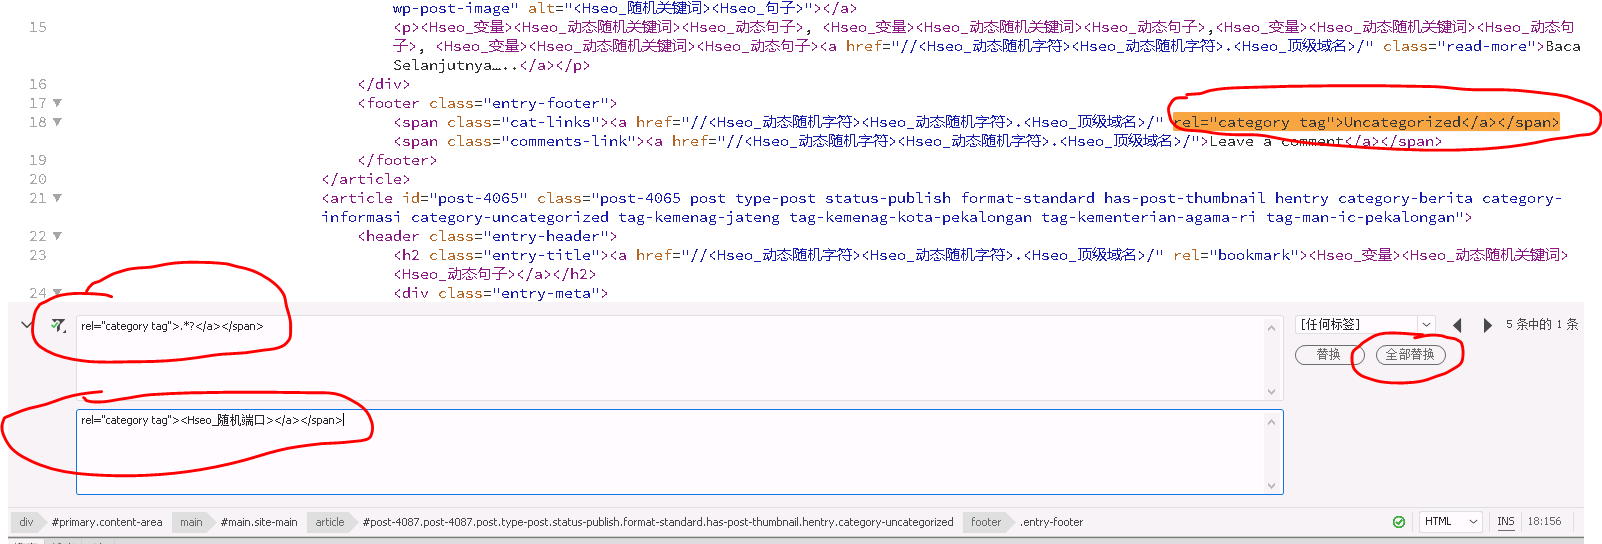 wp-post-image" alt="<Hseo_随机关键词><Hseo_句子>"></a>
15 <p><Hseo_变量><Hseo_动态随机关键词><Hseo_动态句子>, <Hseo_变量><Hseo_动态随机关键词><Hseo_动态句子>,<Hseo_变量><Hseo_动态随机关键词><Hseo_动态句
子>, <Hseo_变量><Hseo_动态随机关键词><Hseo_动态句子><a href="//<Hseo_动态随机字符><Hseo_动态随机字符>.<Hseo_顶级域名>/" class="read-more">Baca
Selanjutnya…..</a></p>
16 </div>
17 <footer class="entry-footer">
18 <span class="cat-links"><a href="//<Hseo_动态随机字符><Hseo_动态随机字符>.<Hseo_顶级域名>/" rel="category tag">Uncategorized</a></span>
<span class="comments-link"><a href="//<Hseo_动态随机字符><Hseo_动态随机字符>.<Hseo_顶级域名>/">Leave a comment</a></span>
19 </footer>
20 </article>
21 <article id="post-4065" class="post-4065 post type-post status-publish format-standard has-post-thumbnail hentry category-berita category-
informasi category-uncategorized tag-kemenag-jateng tag-kemenag-kota-pekalongan tag-kementerian-agama-ri tag-man-ic-pekalongan">
22 <header class="entry-header">
23 <h2 class="entry-title"><a href="//<Hseo_动态随机字符><Hseo_动态随机字符>.<Hseo_顶级域名>/" rel="bookmark"><Hseo_变量><Hseo_动态随机关键词>
<Hseo_动态句子></a></h2>
24 <div class="entry-meta">
rel="category tag">.*?</a></span>
[任何标签] 5 条中的 1 条
替换 全部替换
rel="category tag"><Hseo_随机端口></a></span>
div #primary.content-area main #main.site-main article #post-4087.post-4087.post.type-post.status-publish.format-standard.has-post-thumbnail.hentry.category-uncategorized footer .entry-footer HTML INS 18:156